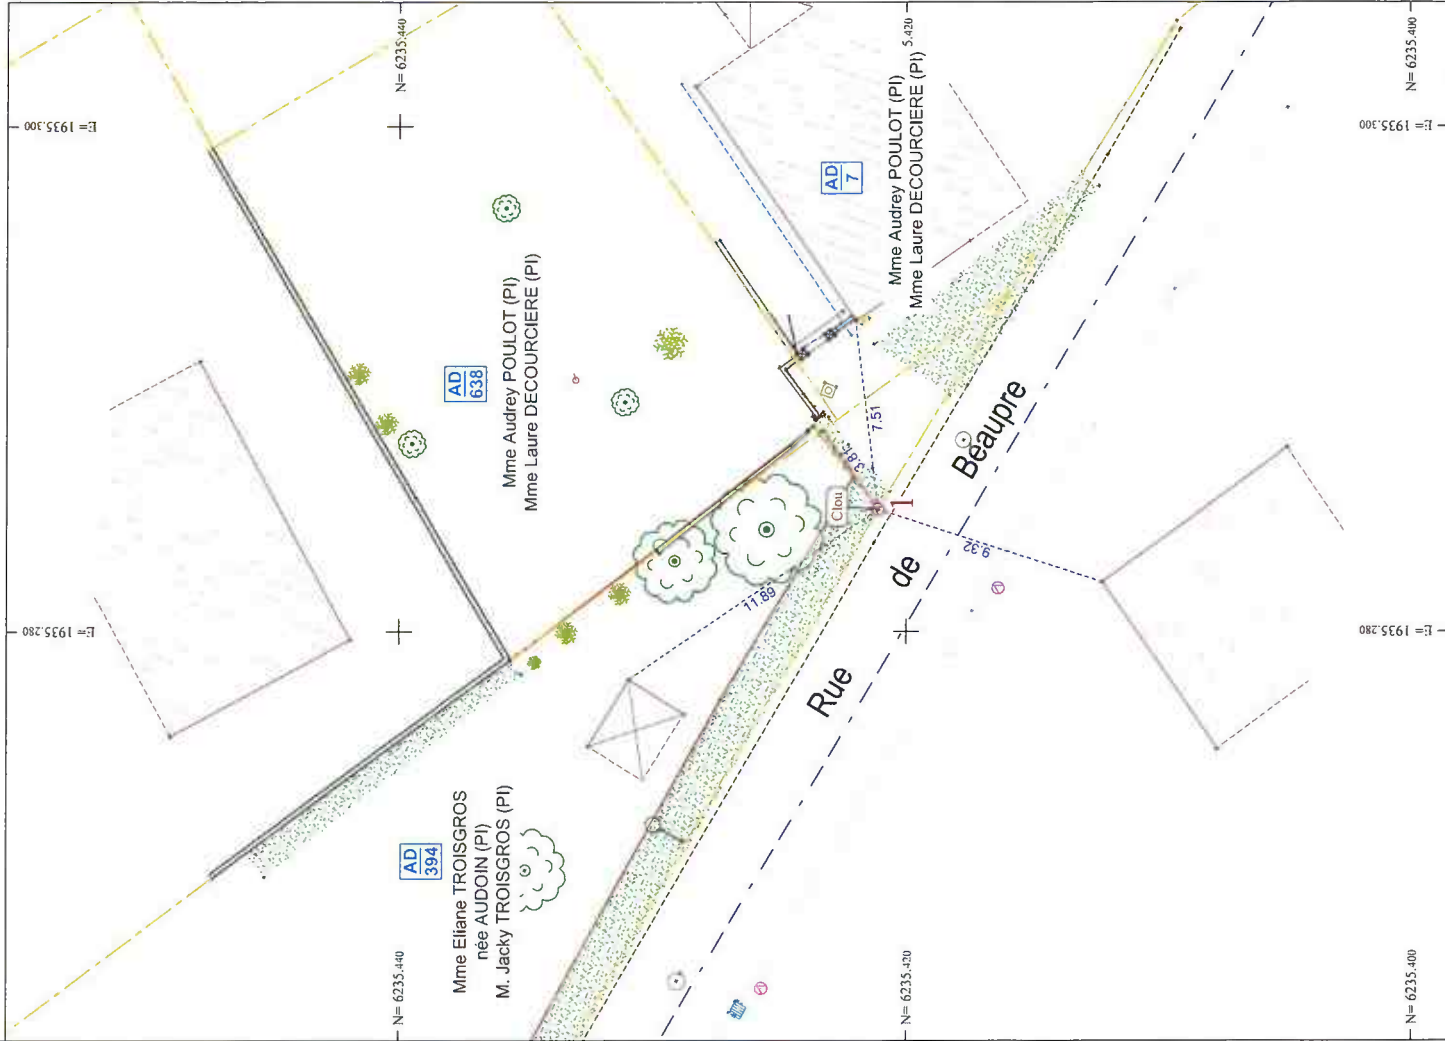 E= 1935.300
N= 6235.440
5.420
N= 6235.400
E= 1935.300
AD
638
Mme Audrey POULOT (PI)
Mme Laure DECOURCIERE (PI)
AD
7
Mme Audrey POULOT (PI)
Mme Laure DECOURCIERE (PI)
7.51
3.81
Clou
1
9.32
11.89
Rue de Beaupre
E= 1935.280
E= 1935.280
AD
394
Mme Eliane TROISGROS
née AUDOIN (PI)
M. Jacky TROISGROS (PI)
N= 6235.440
N= 6235.420
N= 6235.400